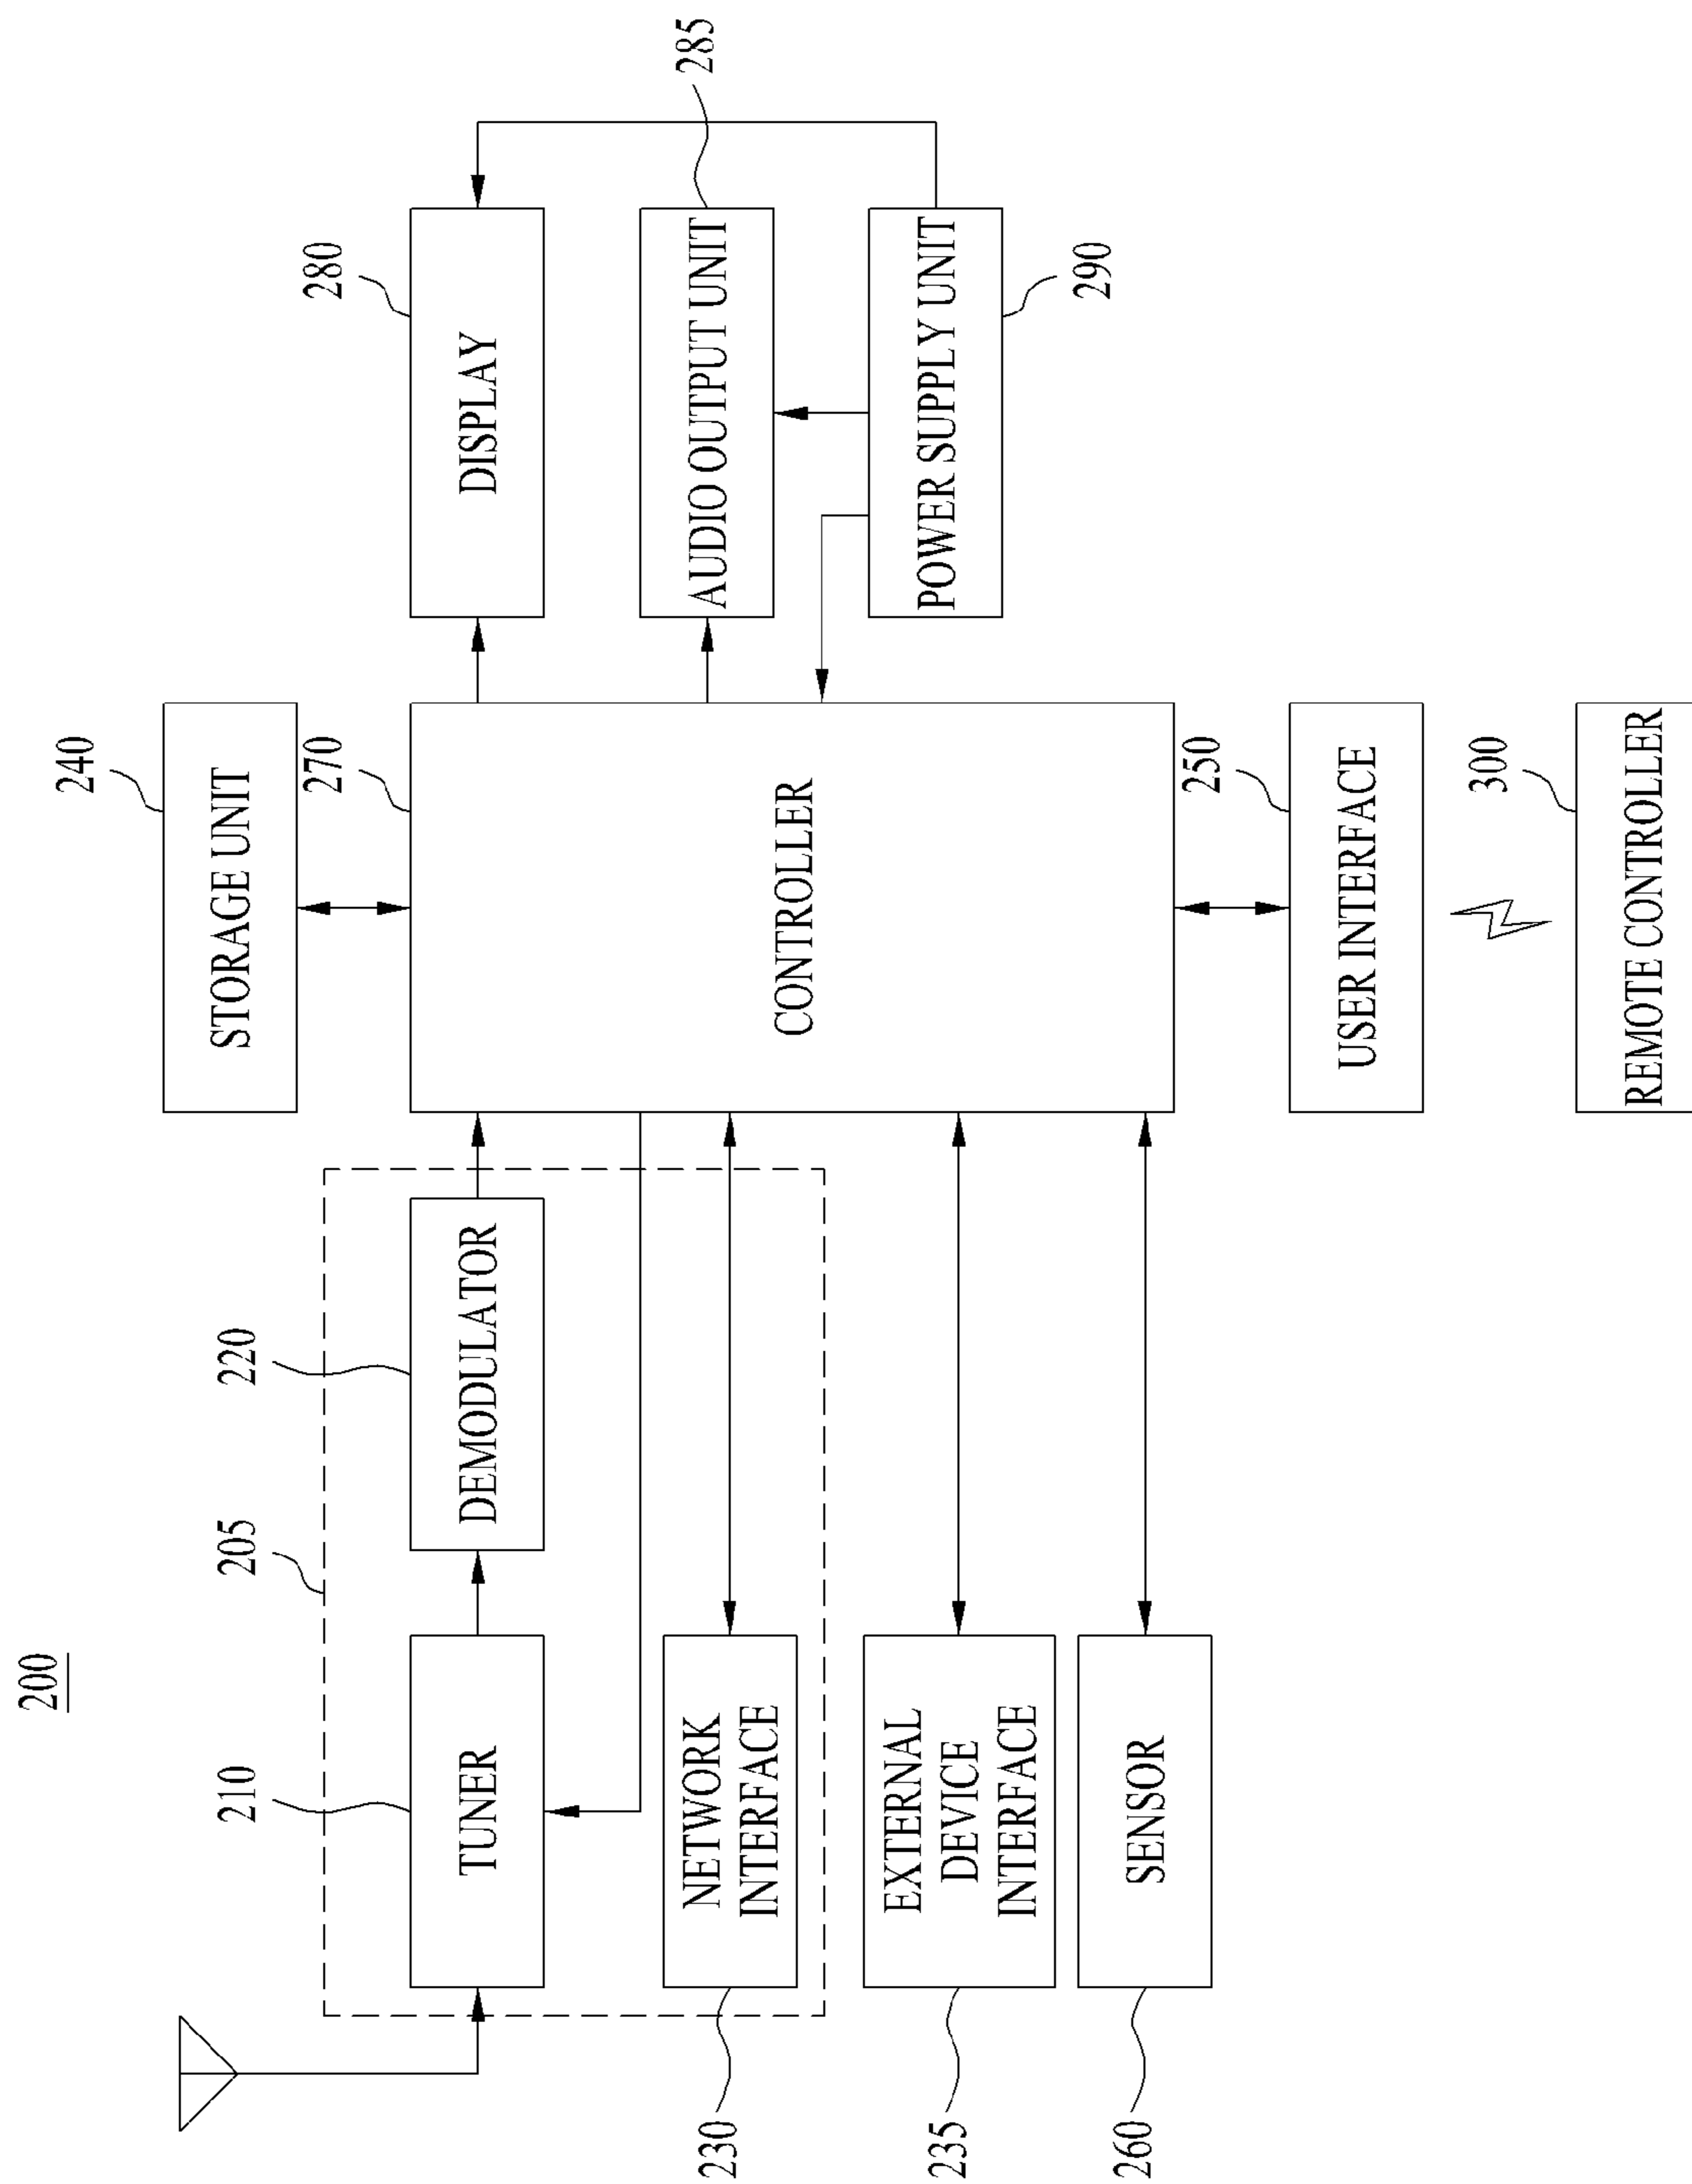 200
240
STORAGE UNIT
205
210
220
270
280
285
TUNER
DEMODULATOR
CONTROLLER
DISPLAY
NETWORK
INTERFACE
230
AUDIO OUTPUT UNIT
EXTERNAL
DEVICE
INTERFACE
235
POWER SUPPLY UNIT
290
SENSOR
260
250
USER INTERFACE
300
REMOTE CONTROLLER